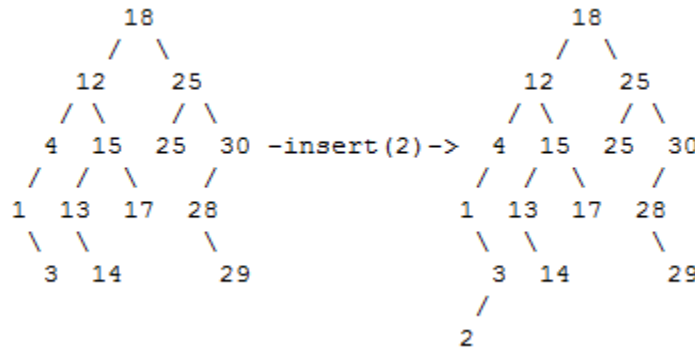 18 18
/ \ / \
12 25 12 25
/ \ / \ / \ / \
4 15 25 30 -insert(2)-> 4 15 25 30
/ / \ / / / \ /
1 13 17 28 1 13 17 28
\ \ \ \ \ \
3 14 29 3 14 29
/
2